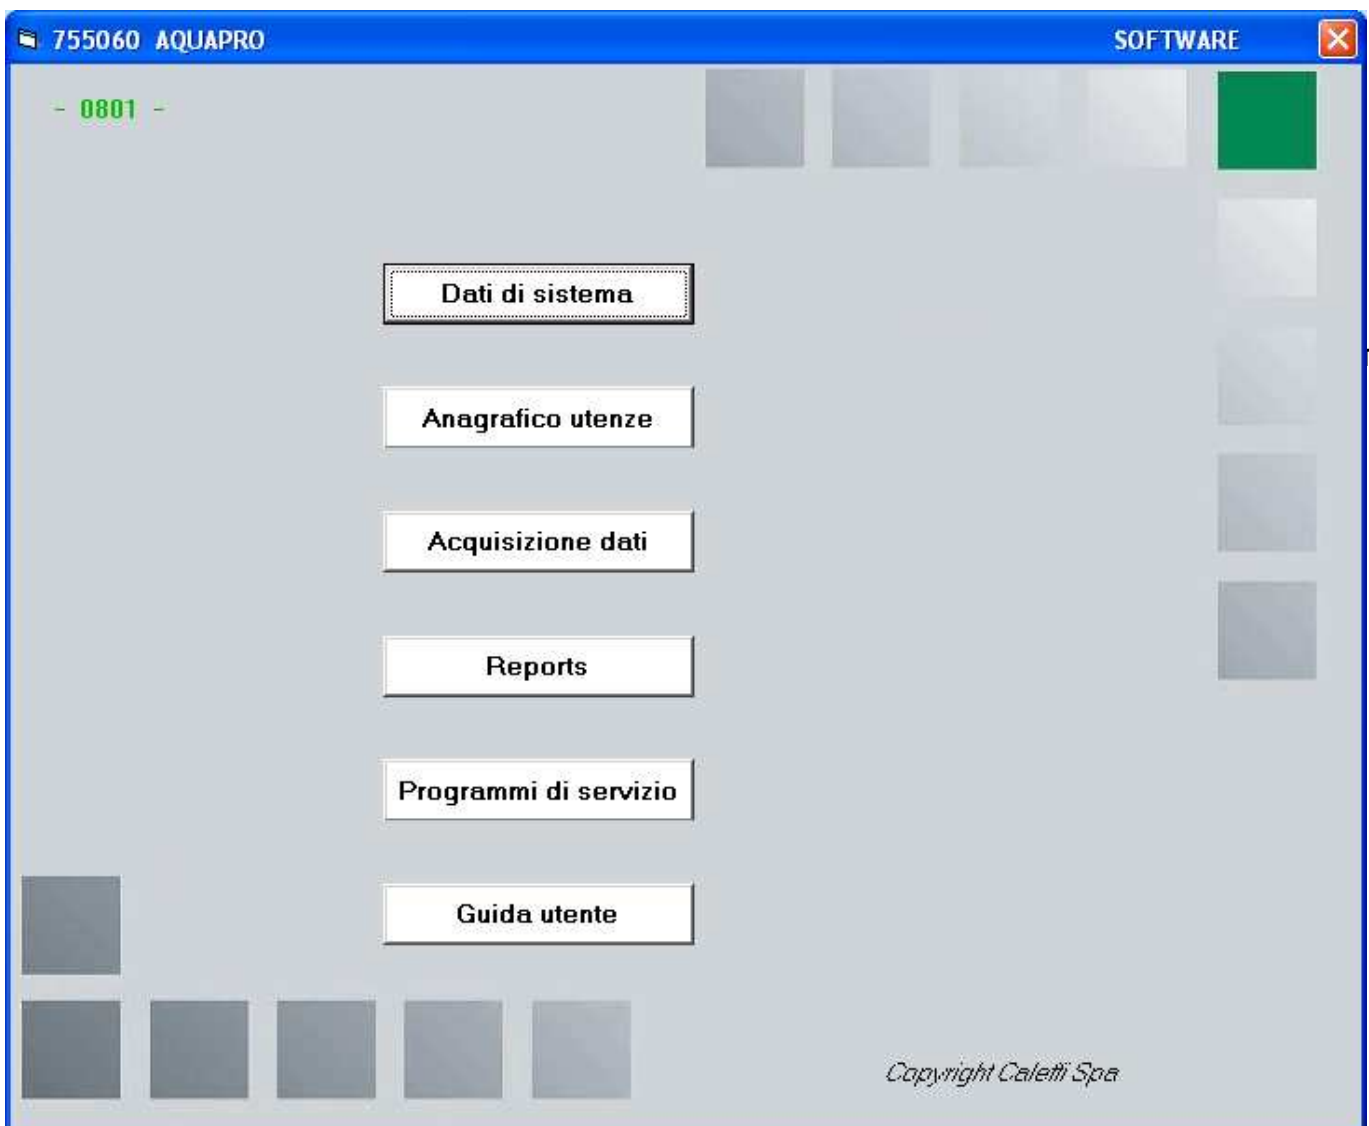 755060 AQUAPRO SOFTWARE
- 0801 -
Dati di sistema
Anagrafico utenze
Acquisizione dati
Reports
Programmi di servizio
Guida utente
Copyright Caleffi Spa